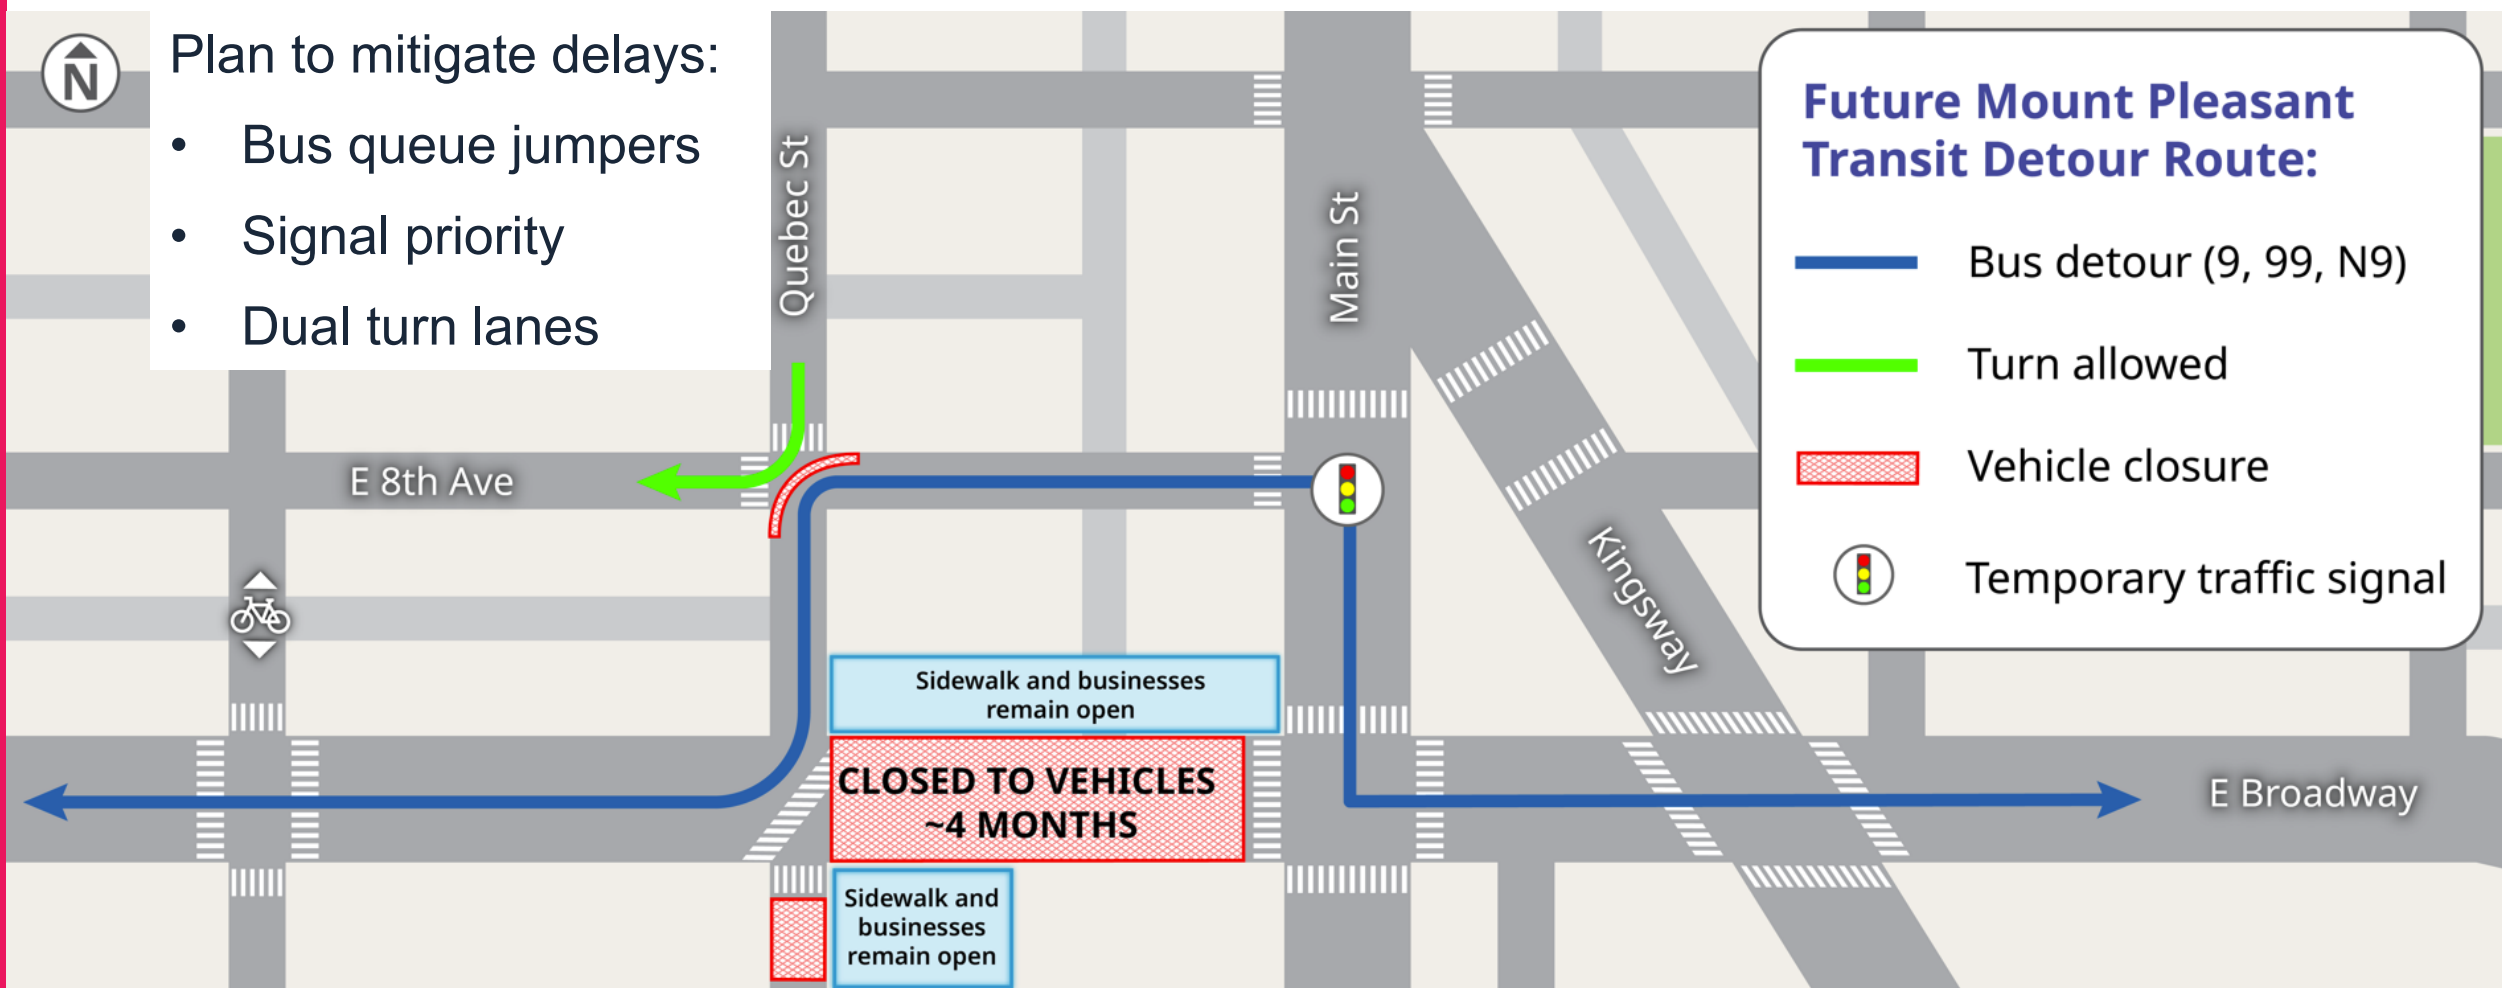 N
Plan to mitigate delays:
• Bus queue jumpers
• Signal priority
• Dual turn lanes
Quebec St
Main St
E 8th Ave
Kingsway
E Broadway
Sidewalk and businesses
remain open
CLOSED TO VEHICLES
~4 MONTHS
Sidewalk and
businesses
remain open
Future Mount Pleasant
Transit Detour Route:
Bus detour (9, 99, N9)
Turn allowed
Vehicle closure
Temporary traffic signal